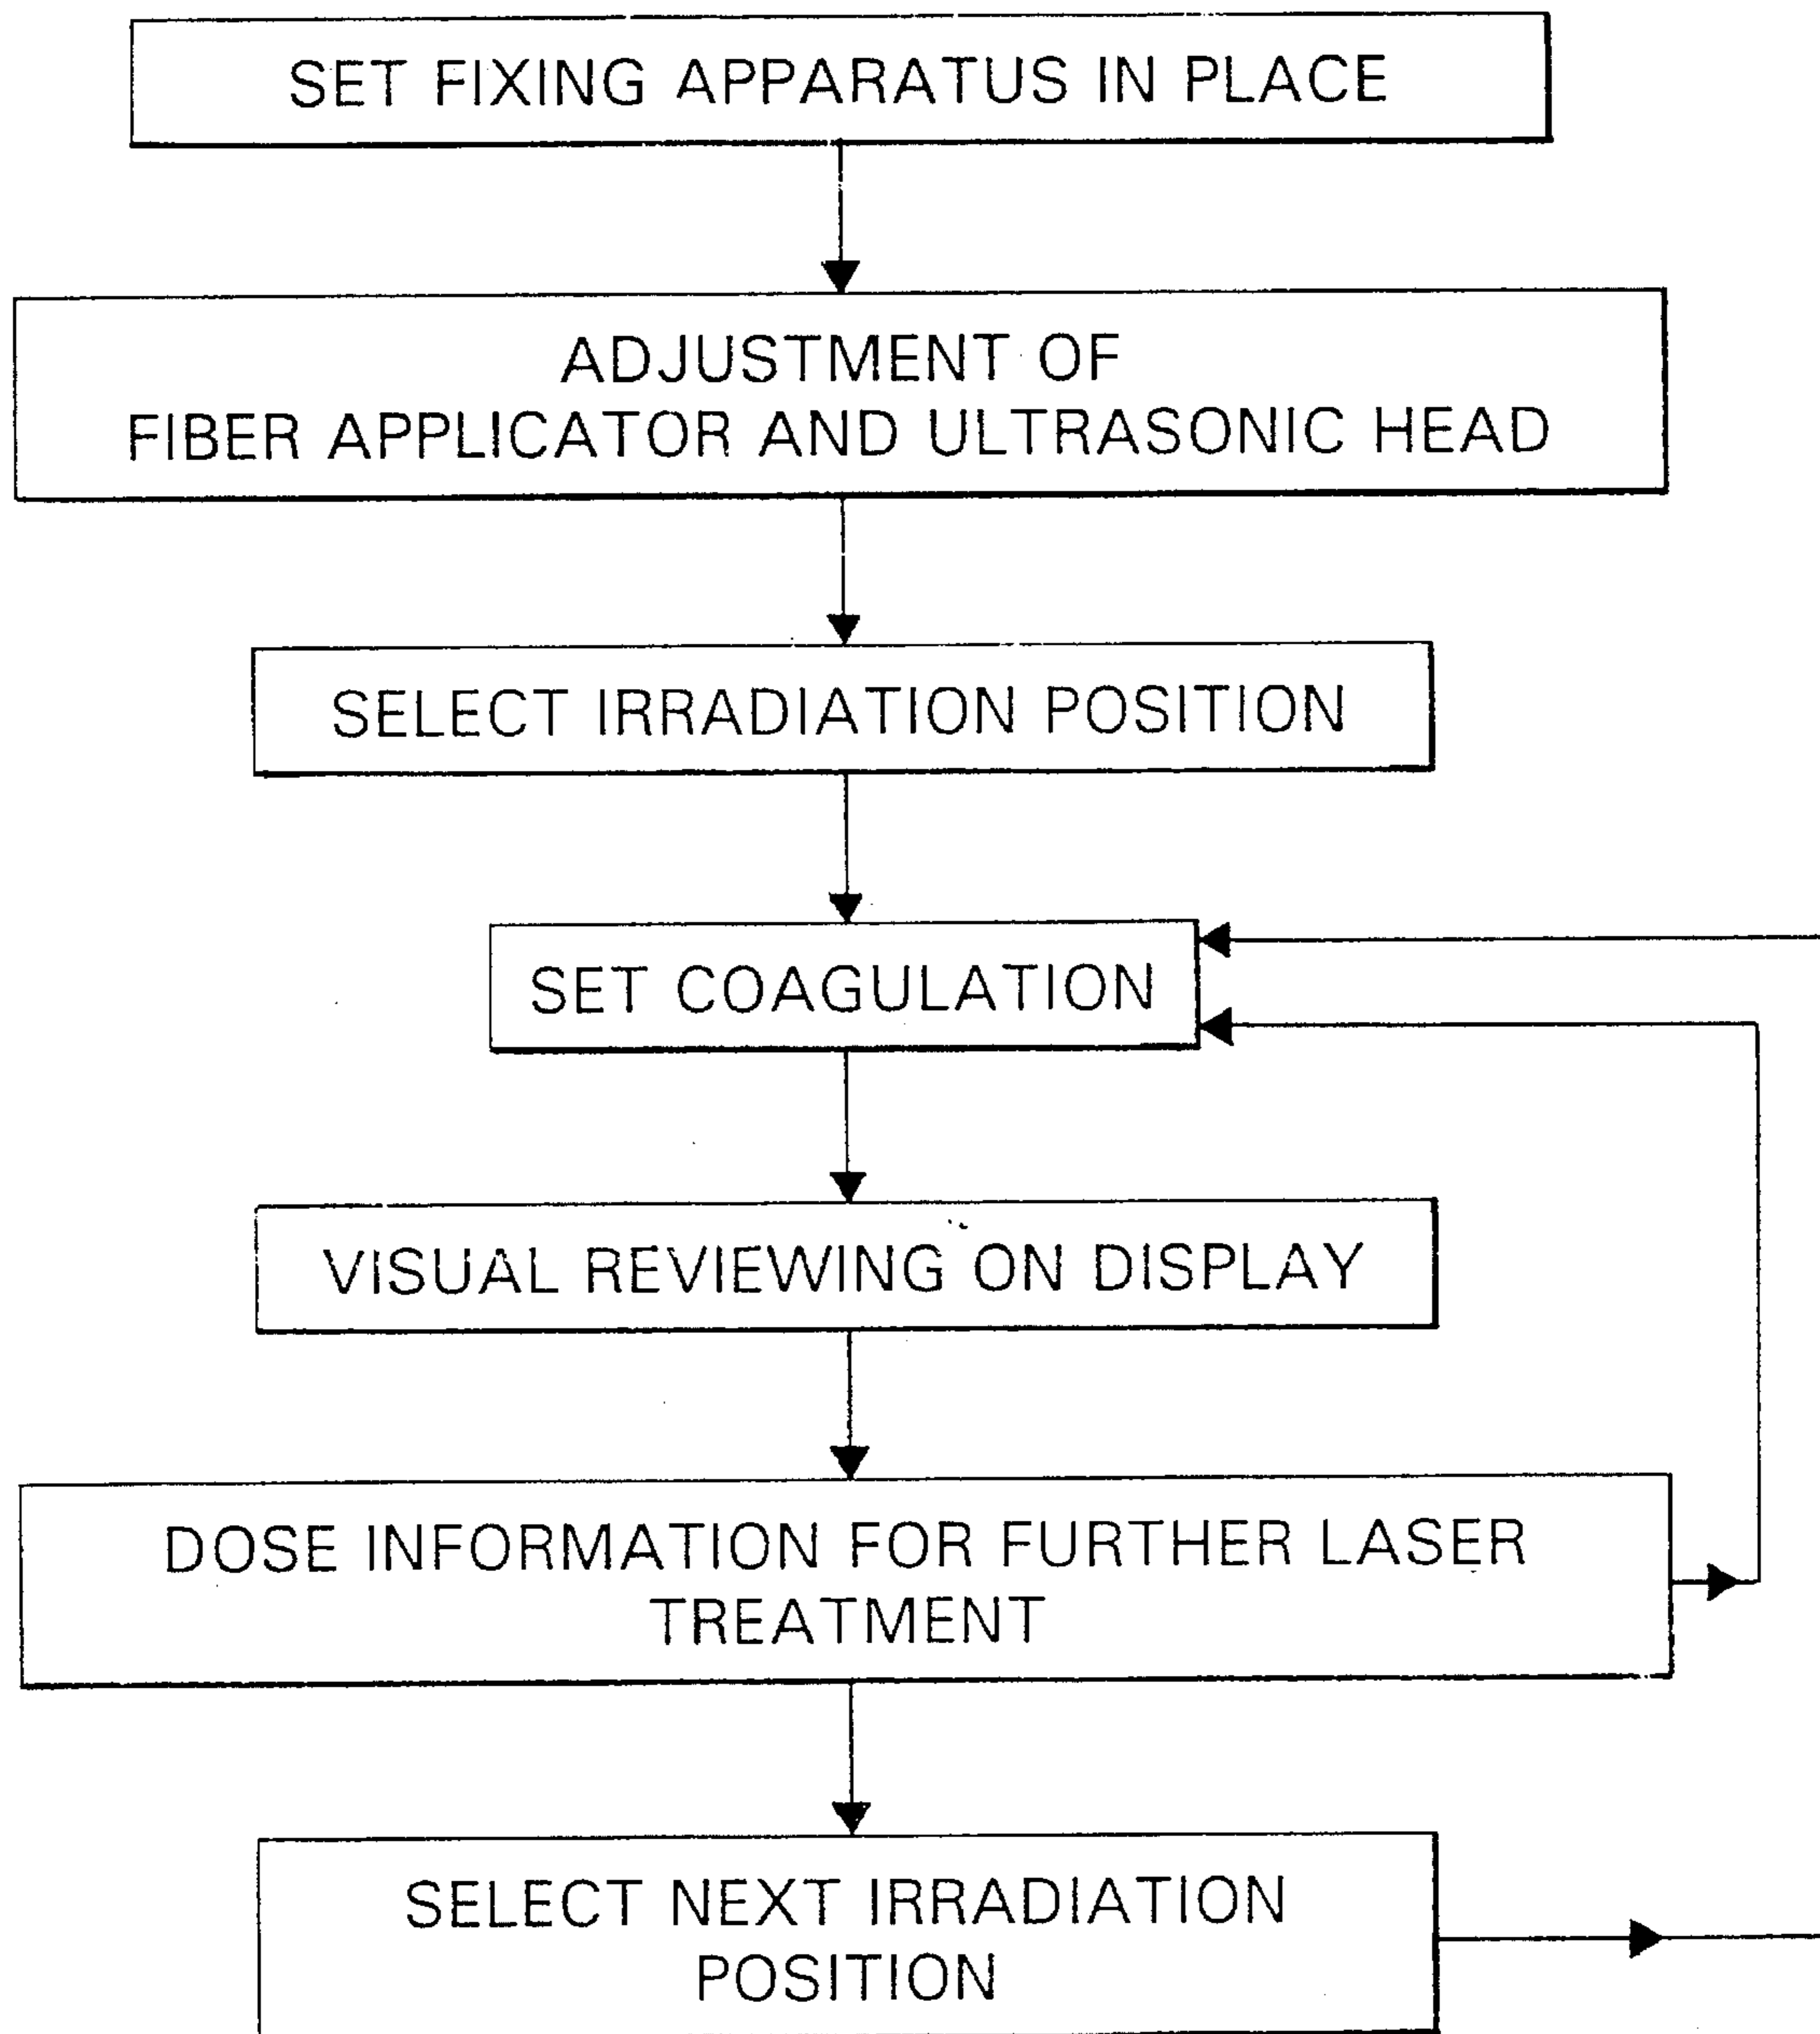 SET FIXING APPARATUS IN PLACE
ADJUSTMENT OF
FIBER APPLICATOR AND ULTRASONIC HEAD
SELECT IRRADIATION POSITION
SET COAGULATION
VISUAL REVIEWING ON DISPLAY
DOSE INFORMATION FOR FURTHER LASER
TREATMENT
SELECT NEXT IRRADIATION
POSITION